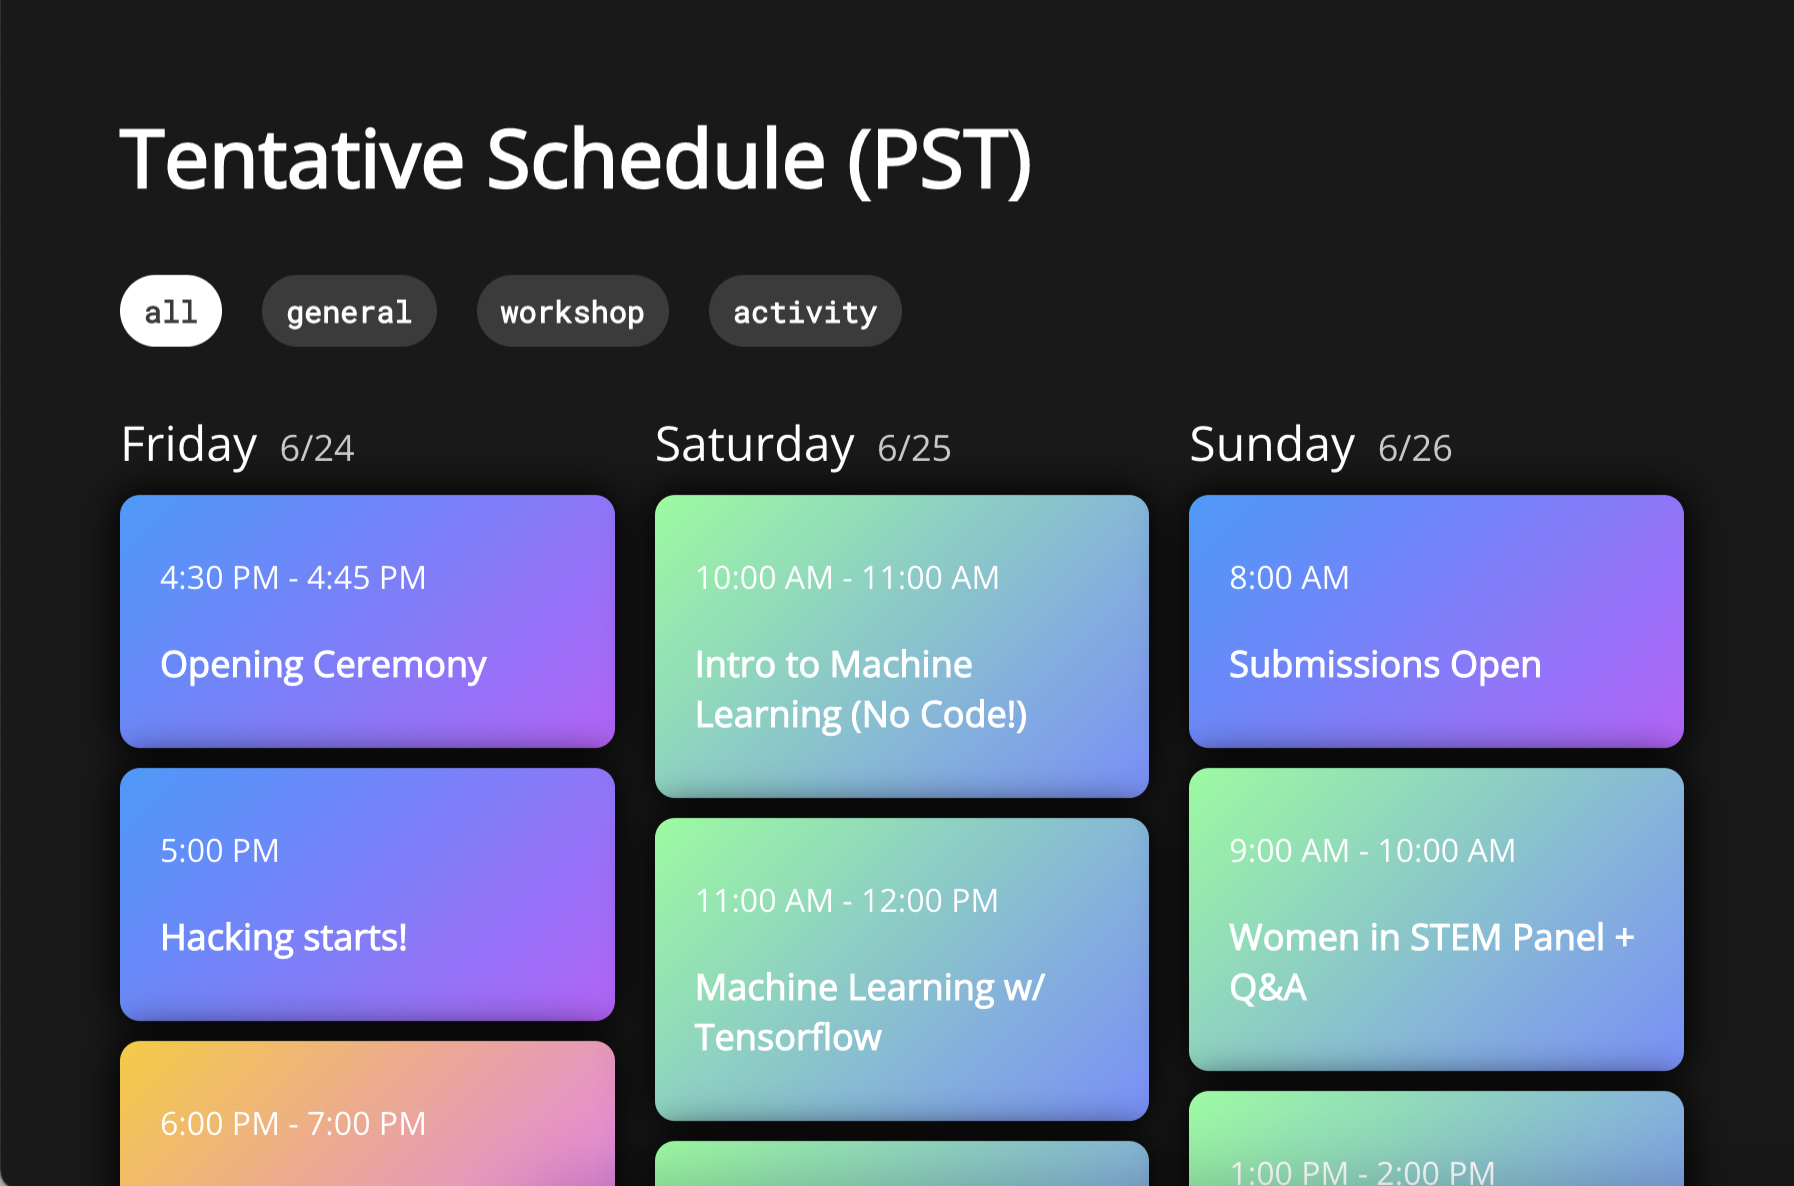 Tentative Schedule (PST)
all
general
workshop
activity
Friday 6/24
4:30 PM - 4:45 PM
Opening Ceremony
5:00 PM
Hacking starts!
6:00 PM - 7:00 PM
Saturday 6/25
10:00 AM - 11:00 AM
Intro to Machine
Learning (No Code!)
11:00 AM - 12:00 PM
Machine Learning w/
Tensorflow
Sunday 6/26
8:00 AM
Submissions Open
9:00 AM - 10:00 AM
Women in STEM Panel +
Q&A
1:00 PM - 2:00 PM